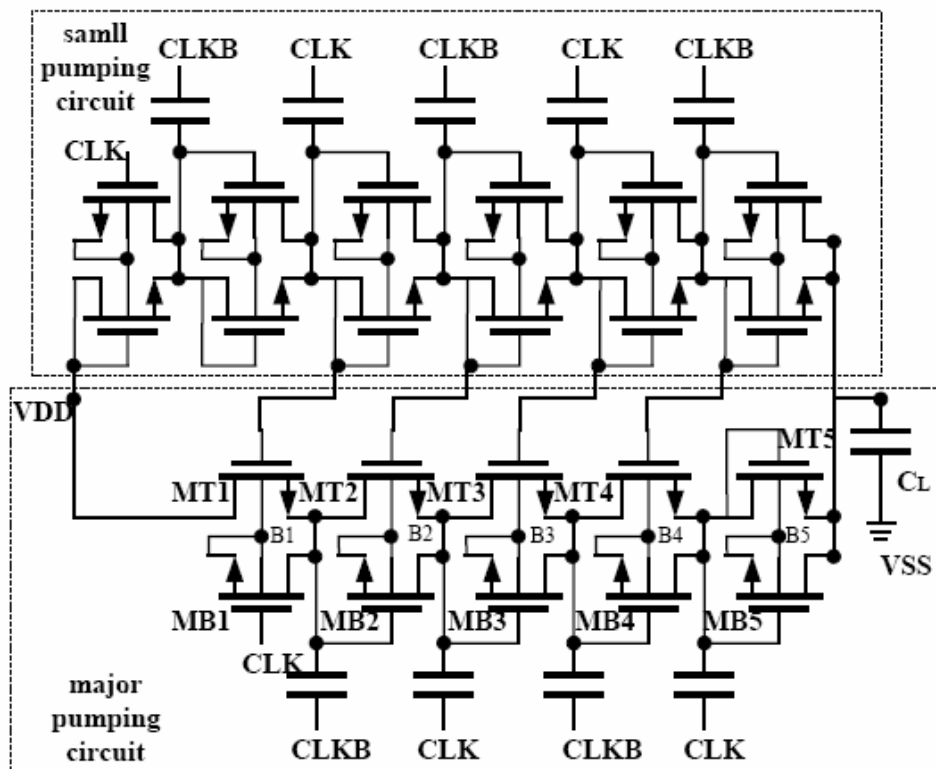 samll
pumping
circuit
CLKB
CLK
CLKB
CLK
CLKB
CLK
VDD
MT1
MT2
MT3
MT4
MT5
CL
B1
B2
B3
B4
B5
VSS
MB1
MB2
MB3
MB4
MB5
CLK
major
pumping
circuit
CLKB
CLK
CLKB
CLK